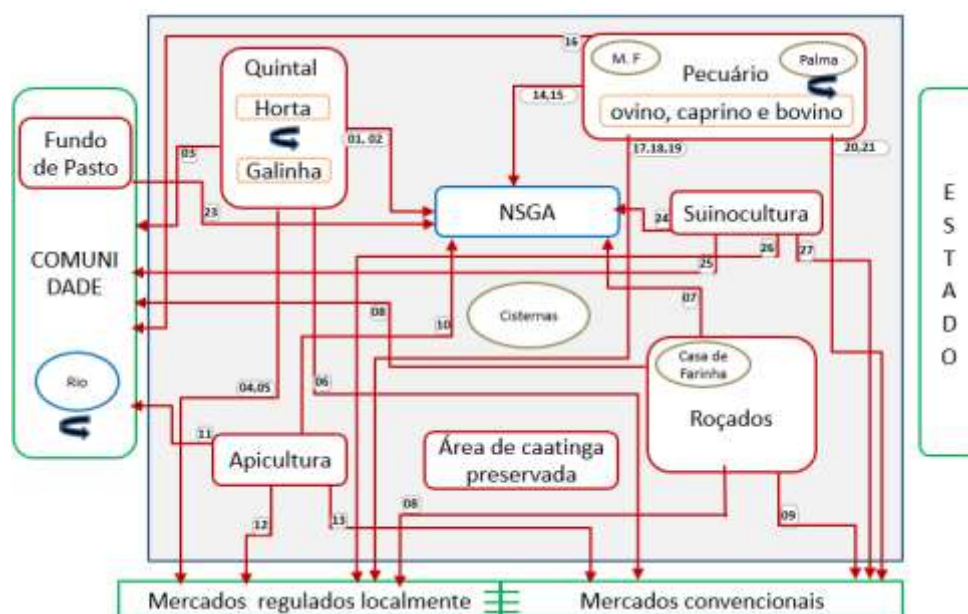 16
Quintal
Horta
Galinha
M. F
Pecuário
Palma
ovino, caprino e bovino
14,15
01, 02
17,18,19
20,21
Fundo
de Pasto
03
23
NSGA
24
Suinocultura
26
27
25
COMUNI
DADE
08
10
Cisternas
07
Casa de
Farinha
Roçados
Rio
04,05
06
11
Apicultura
Área de caatinga
preservada
12
13
08
09
E
S
T
A
D
O
Mercados regulados localmente
Mercados convencionais